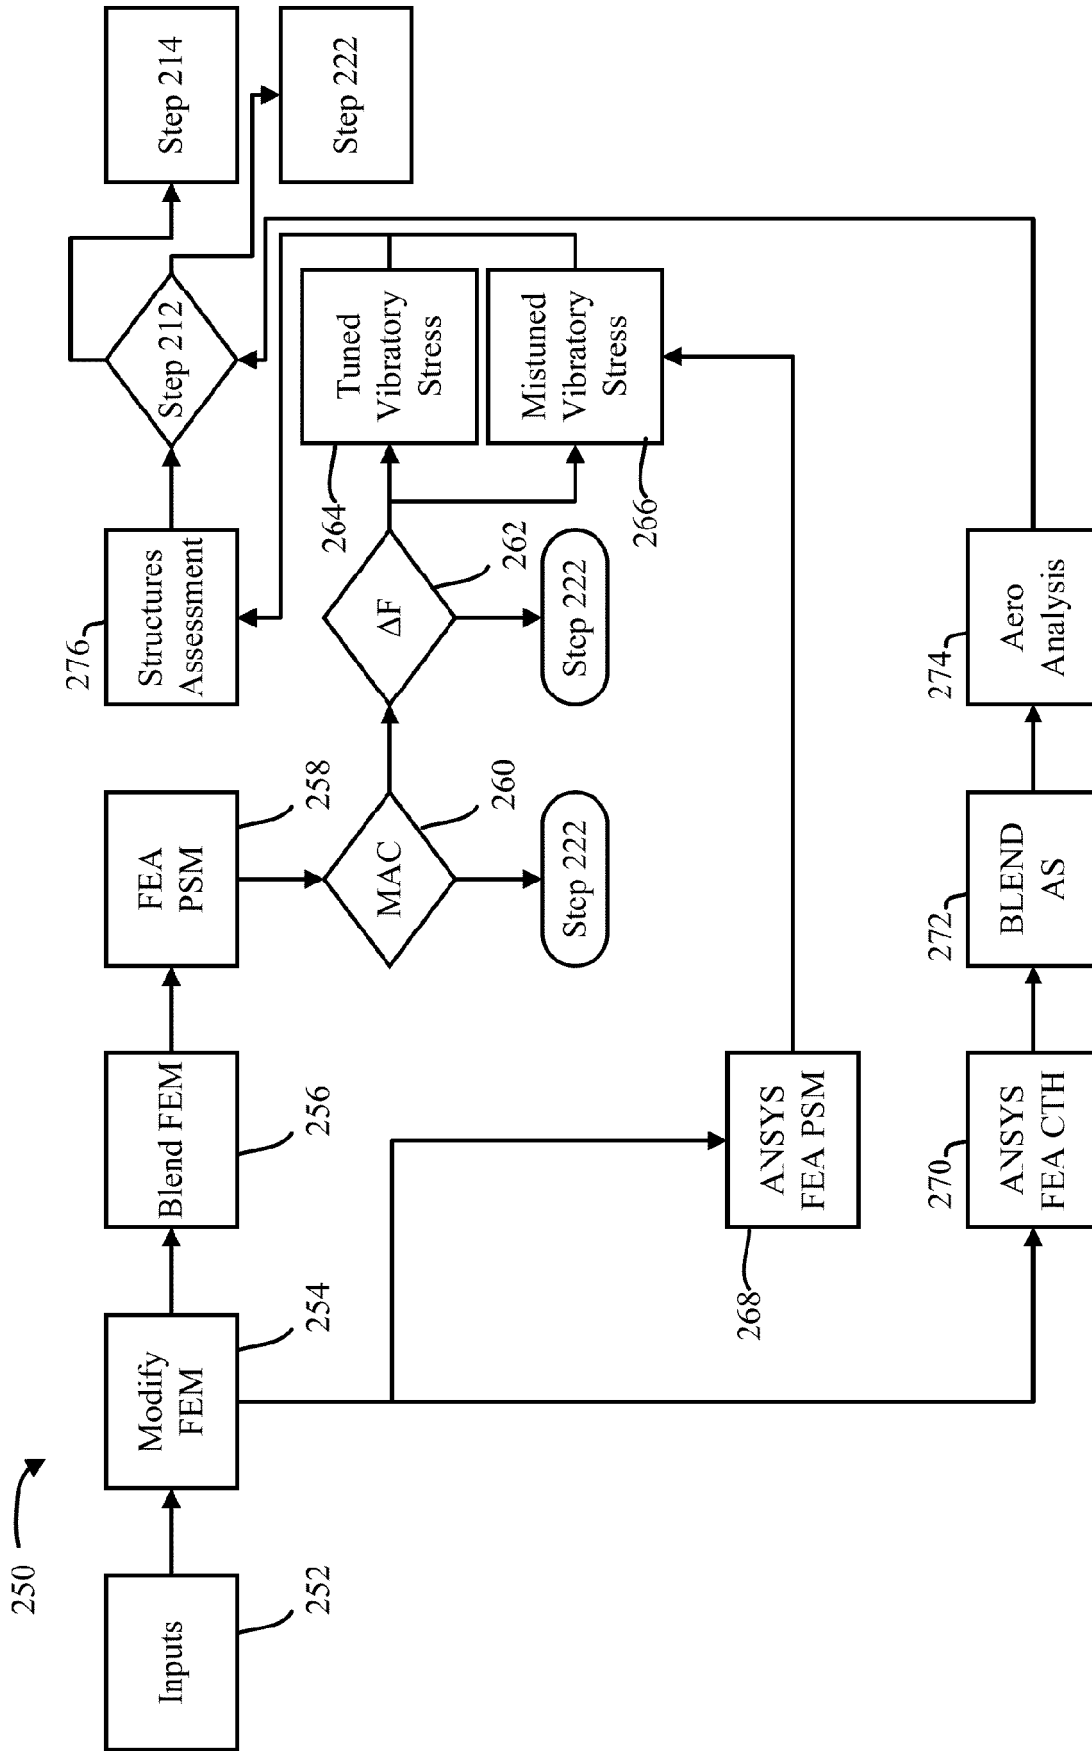 250
Inputs
252
Modify
FEM
254
Blend FEM
256
FEA
PSM
258
MAC
260
Step 222
ΔF
262
Step 222
Tuned
Vibratory
Stress
264
Mistuned
Vibratory
Stress
266
ANSYS
FEA PSM
268
ANSYS
FEA CTH
270
BLEND
AS
272
Aero
Analysis
274
Structures
Assessment
276
Step 212
Step 214
Step 222